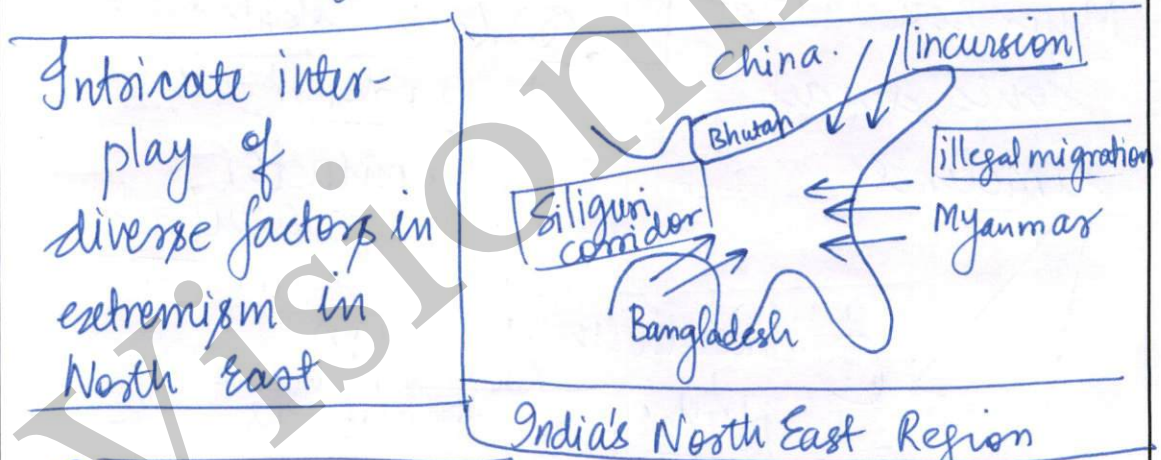 Intricate inter-
play of
diverse factors in
extremism in
North East
China.
incursion
Bhutan
illegal migration
Myanmar
Siliguri
corridor
Bangladesh
India's North East Region
Vision